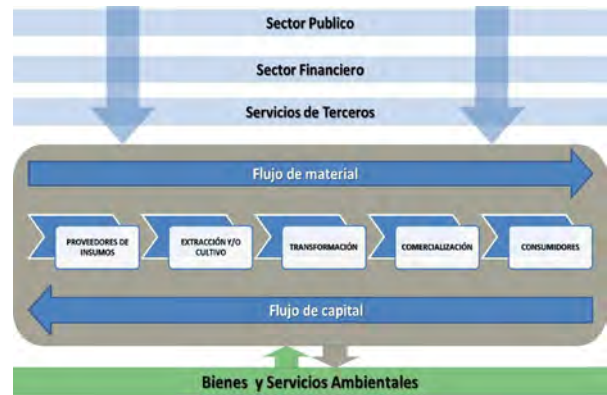 Sector Publico
Sector Financiero
Servicios de Terceros
Flujo de material
PROVEEDORES DE
INSUMOS
EXTRACCIÓN Y/O
CULTIVO
TRANSFORMACIÓN
COMERCIALIZACIÓN
CONSUMIDORES
Flujo de capital
Bienes y Servicios Ambientales